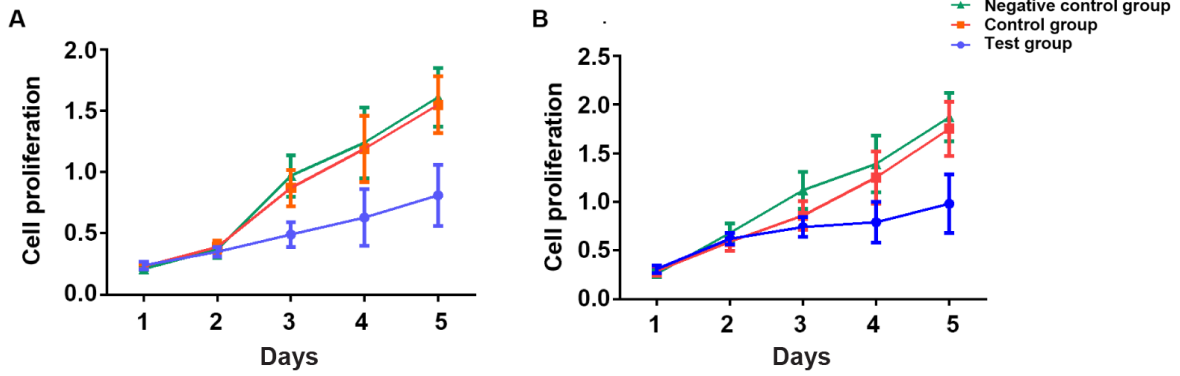 A
Cell proliferation
2.0
1.5
1.0
0.5
0.0
1 2 3 4 5
Days
B
Cell proliferation
2.5
2.0
1.5
1.0
0.5
0.0
1 2 3 4 5
Days
Negative control group
Control group
Test group